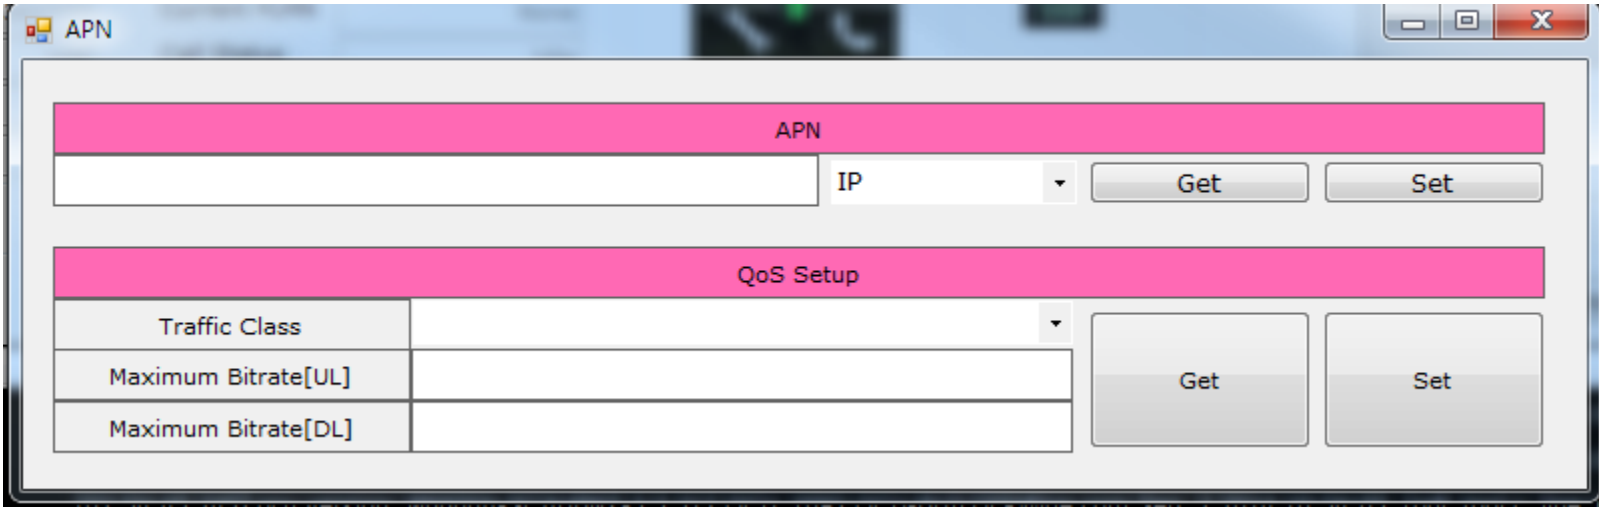 APN
APN
IP
Get
Set
QoS Setup
Traffic Class
Maximum Bitrate[UL]
Maximum Bitrate[DL]
Get
Set